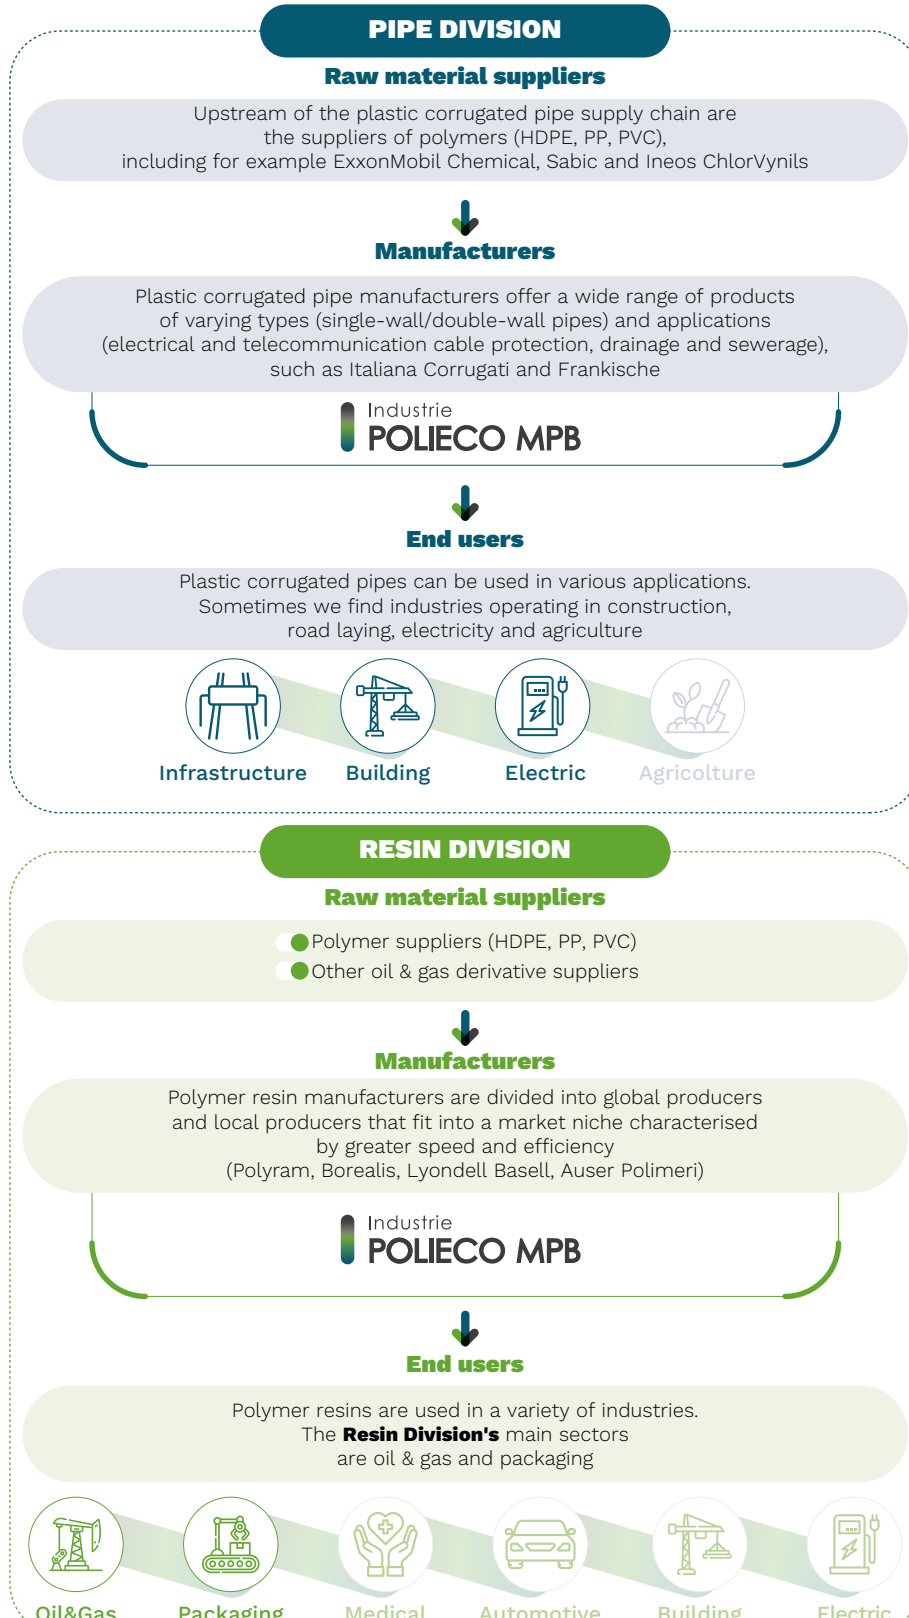 PIPE DIVISION
Raw material suppliers
Upstream of the plastic corrugated pipe supply chain are
the suppliers of polymers (HDPE, PP, PVC),
including for example ExxonMobil Chemical, Sabic and Ineos ChlorVynils
Manufacturers
Plastic corrugated pipe manufacturers offer a wide range of products
of varying types (single-wall/double-wall pipes) and applications
(electrical and telecommunication cable protection, drainage and sewerage),
such as Italiana Corrugati and Frankische
Industrie
POLIECO MPB
End users
Plastic corrugated pipes can be used in various applications.
Sometimes we find industries operating in construction,
road laying, electricity and agriculture
Infrastructure Building Electric Agricolture
RESIN DIVISION
Raw material suppliers
Polymer suppliers (HDPE, PP, PVC)
Other oil & gas derivative suppliers
Manufacturers
Polymer resin manufacturers are divided into global producers
and local producers that fit into a market niche characterised
by greater speed and efficiency
(Polyram, Borealis, Lyondell Basell, Auser Polimeri)
Industrie
POLIECO MPB
End users
Polymer resins are used in a variety of industries.
The Resin Division's main sectors
are oil & gas and packaging
Oil&Gas Packaging Medical Automotive Building Electric